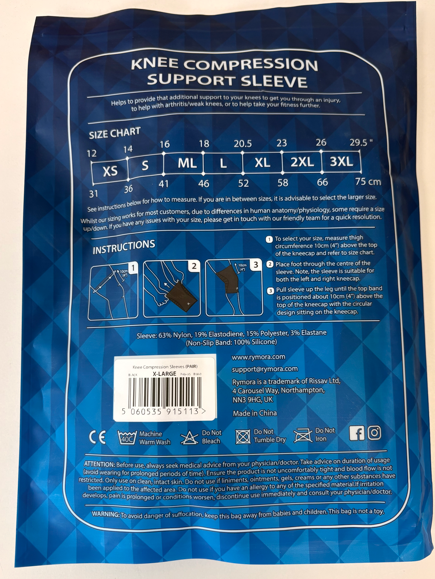 KNEE COMPRESSION
SUPPORT SLEEVE
Helps to provide that additional support to your knees to get you through an injury,
to help with arthritis/weak knees, or to help take your fitness further.
SIZE CHART
12 14 16 18 20.5 23 26 29.5 "
XS S ML L XL 2XL 3XL
31 36 41 46 52 58 66 75 cm
See instructions below for how to measure. If you are in between sizes, it is advisable to select the larger size.
Whilst our sizing works for most customers, due to differences in human anatomy/physiology, some require a size
up/down. If you have any issues with your size, please get in touch with our friendly team for a quick resolution.
INSTRUCTIONS
1 2 3
1 To select your size, measure thigh
circumference 10cm (4") above the top
of the kneecap and refer to size chart.
2 Place foot through the centre of the
sleeve. Note, the sleeve is suitable for
both the left and right kneecap.
3 Pull sleeve up the leg until the top band
is positioned about 10cm (4") above the
top of the kneecap with the circular
design sitting on the kneecap.
Sleeve: 63% Nylon, 19% Elastodiene, 15% Polyester, 3% Elastane
(Non-Slip Band: 100% Silicone)
Knee Compression Sleeves (PAIR)
X-LARGE
5 060535 915113 >
www.rymora.com
support@rymora.com
Rymora is a trademark of Rissav Ltd,
4 Carousel Way, Northampton,
NN3 9HG, UK
Made in China
CE
40C
Machine
Warm Wash
Do Not
Bleach
Do Not
Tumble Dry
Do Not
Iron
ATTENTION: Before use, always seek medical advice from your physician/doctor. Take advice on duration of usage
(avoid wearing for prolonged periods of time). Ensure the product is not uncomfortably tight and blood flow is not
restricted. Only use on clean, intact skin. Do not use if liniments, ointments, gels, creams or any other substances have
been applied to the affected area. Do not use if you have an allergy to any of the specified material. If irritation
develops, pain is prolonged or conditions worsen, discontinue use immediately and consult your physician/doctor.
WARNING: To avoid danger of suffocation, keep this bag away from babies and children. This bag is not a toy.